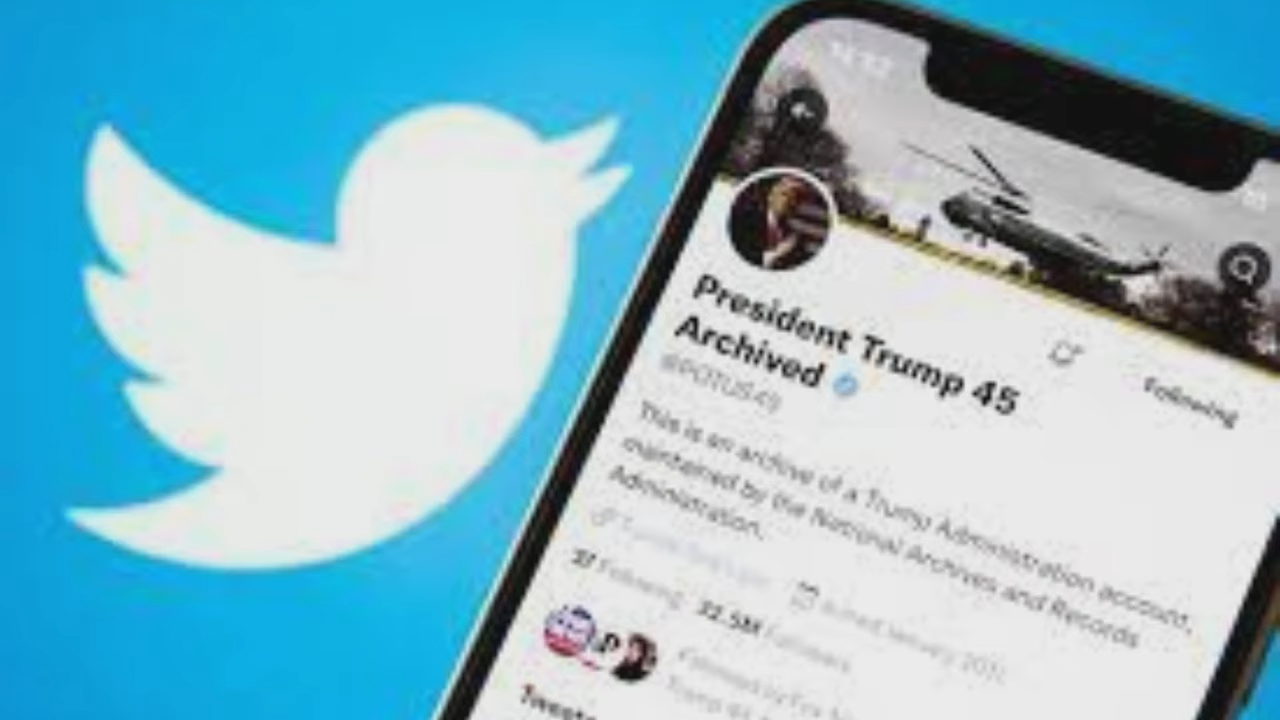 President Trump 45
Archived
@POTUS45
This is an archive of a Trump Administration account,
maintained by the National Archives and Records
Administration.
Following
37 Following 32.5M Followers
Tweets